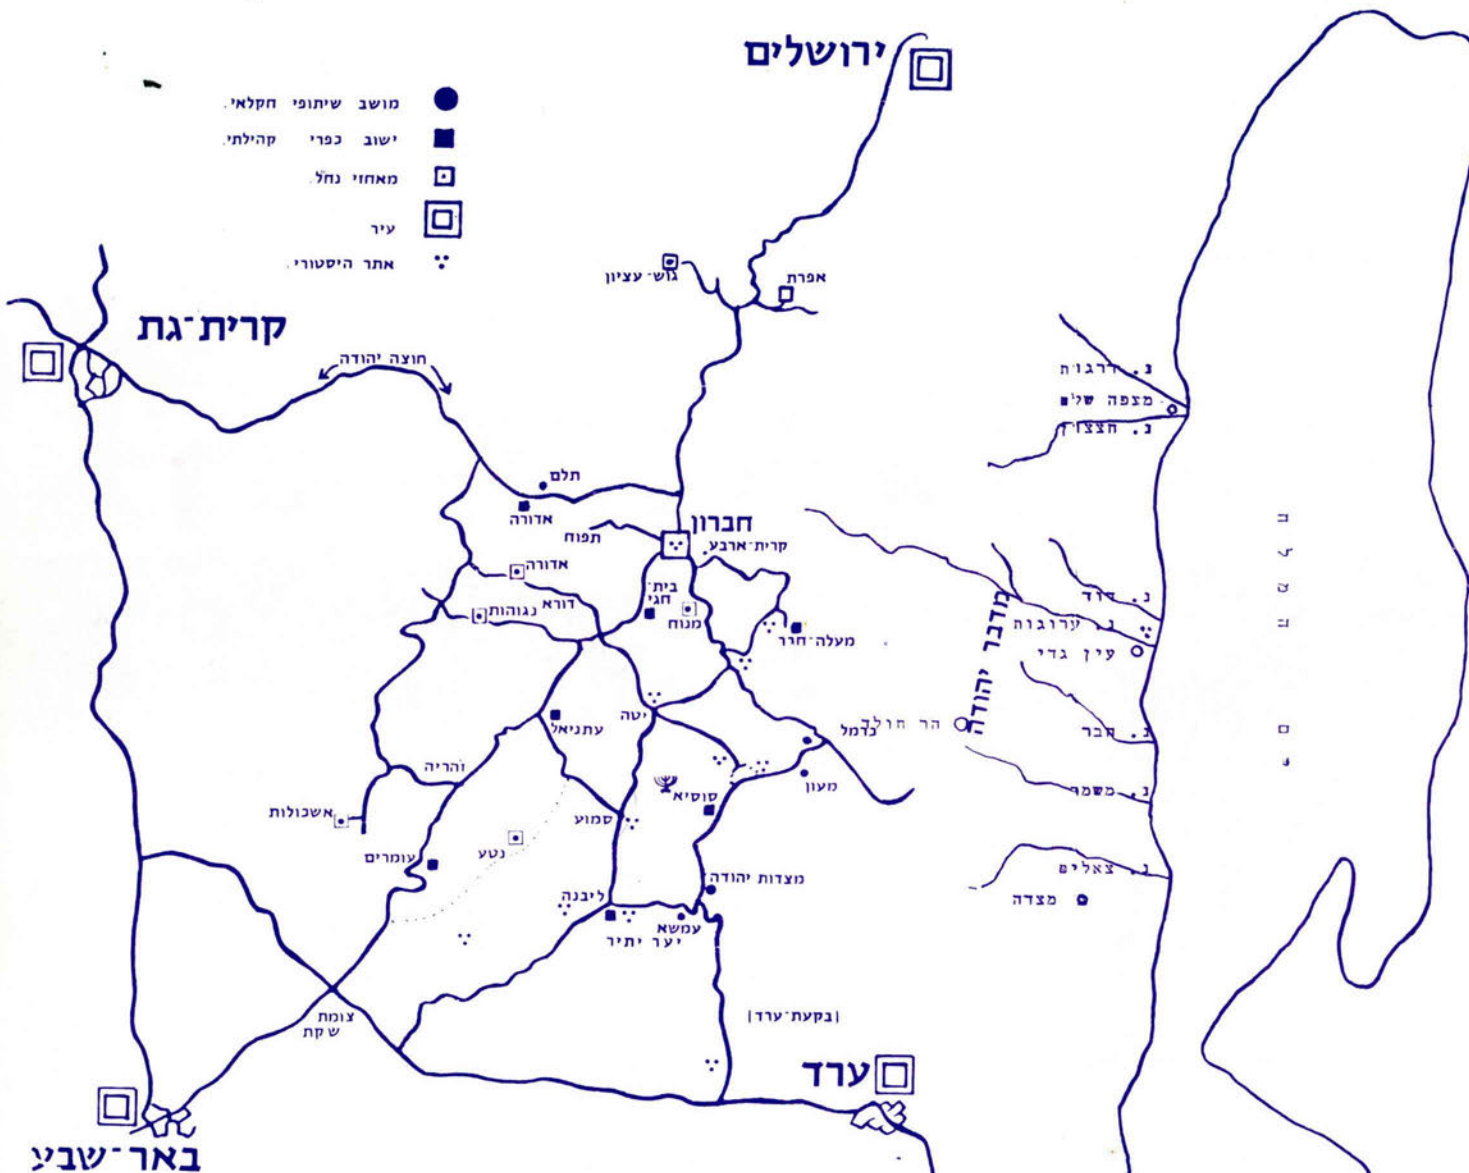 ירושלים
מושב שיתופי חקלאי.
ישוב כפרי קהילתי.
מאחזי נחל.
עיר
אתר היסטורי.
גוש-עציון
אפרת
קרית-גת
חוצה יהודה
נ. דרגות
מצפה שלם
נ. חצצון
תלם
אדורה
תפוח
חברון
קרית-ארבע
אדורה
דורא
נגוהות
בית-
חגי
מנוח
מעלה-חבר
נ. דוד
נ. ערוגות
עין גדי
מדבר יהודה
ים המלח
עתניאל
יטה
כרמל
הר חולד
נ. חבר
זהריה
מעון
סוסיא
נ. משמר
אשכולות
סמוע
נטע
עומרים
מצדות יהודה
נ. צאלים
מצדה
ליבנה
עמשא
יער יתיר
צומת
שקת
(בקעת-ערד)
ערד
באר-שבע